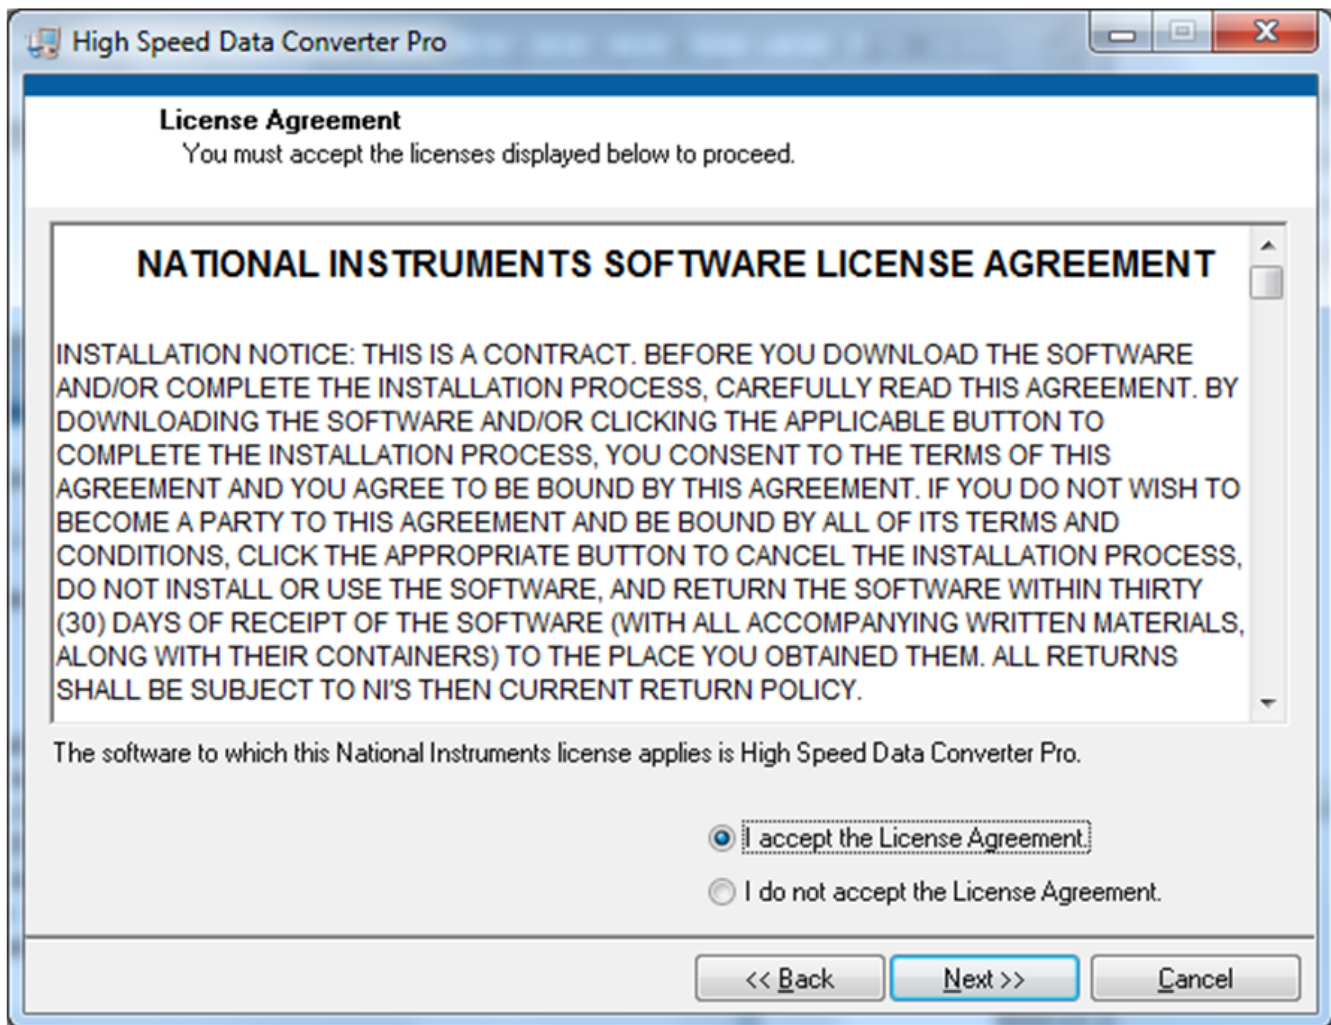 High Speed Data Converter Pro
License Agreement
You must accept the licenses displayed below to proceed.
NATIONAL INSTRUMENTS SOFTWARE LICENSE AGREEMENT
INSTALLATION NOTICE: THIS IS A CONTRACT. BEFORE YOU DOWNLOAD THE SOFTWARE
AND/OR COMPLETE THE INSTALLATION PROCESS, CAREFULLY READ THIS AGREEMENT. BY
DOWNLOADING THE SOFTWARE AND/OR CLICKING THE APPLICABLE BUTTON TO
COMPLETE THE INSTALLATION PROCESS, YOU CONSENT TO THE TERMS OF THIS
AGREEMENT AND YOU AGREE TO BE BOUND BY THIS AGREEMENT. IF YOU DO NOT WISH TO
BECOME A PARTY TO THIS AGREEMENT AND BE BOUND BY ALL OF ITS TERMS AND
CONDITIONS, CLICK THE APPROPRIATE BUTTON TO CANCEL THE INSTALLATION PROCESS,
DO NOT INSTALL OR USE THE SOFTWARE, AND RETURN THE SOFTWARE WITHIN THIRTY
(30) DAYS OF RECEIPT OF THE SOFTWARE (WITH ALL ACCOMPANYING WRITTEN MATERIALS,
ALONG WITH THEIR CONTAINERS) TO THE PLACE YOU OBTAINED THEM. ALL RETURNS
SHALL BE SUBJECT TO NI'S THEN CURRENT RETURN POLICY.
The software to which this National Instruments license applies is High Speed Data Converter Pro.
I accept the License Agreement.
I do not accept the License Agreement.
<< Back
Next >>
Cancel